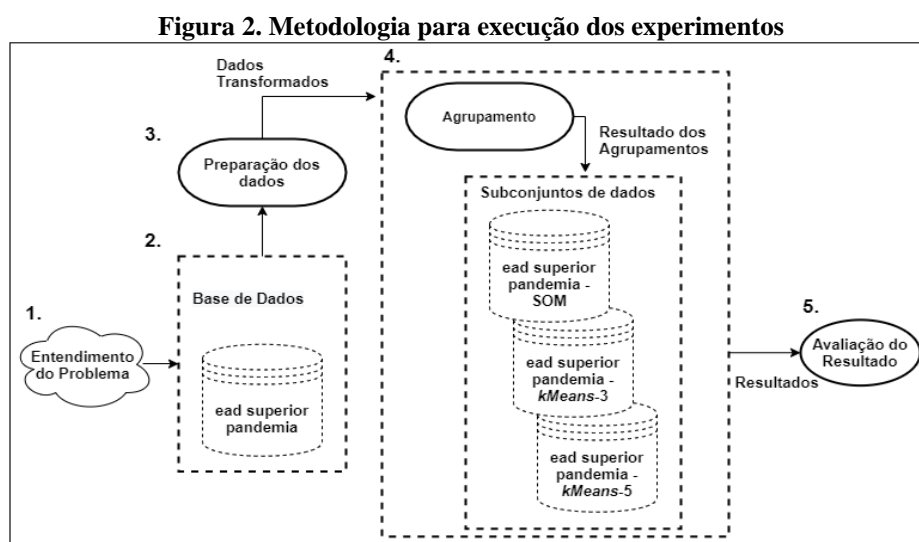 Figura 2. Metodologia para execução dos experimentos
1.
Entendimento
do Problema
2.
Base de Dados
ead superior
pandemia
3.
Preparação dos
dados
Dados
Transformados
4.
Agrupamento
Resultado dos
Agrupamentos
Subconjuntos de dados
ead superior
pandemia -
SOM
ead superior
pandemia -
kMeans-3
ead superior
pandemia -
kMeans-5
Resultados
5.
Avaliação do
Resultado